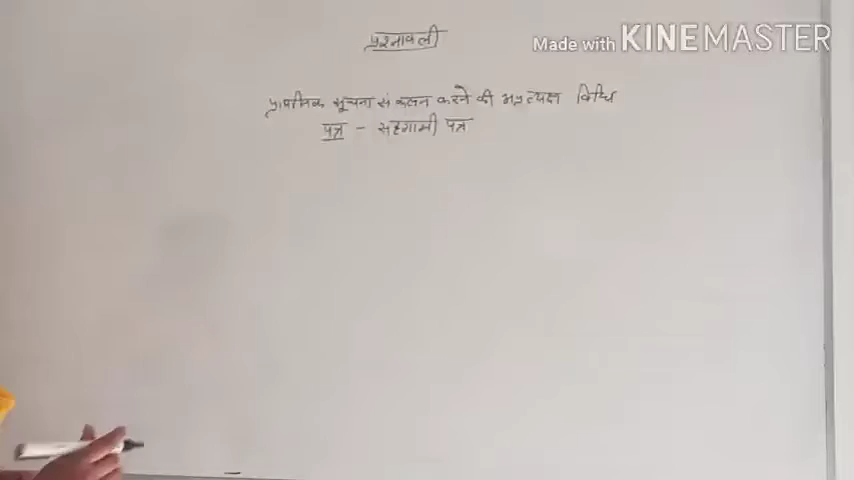 प्रश्नावली
Made with KINEMASTER
प्राथमिक सूचना संकलन करने की अप्रत्यक्ष विधि
पत्र - सहगामी पत्र